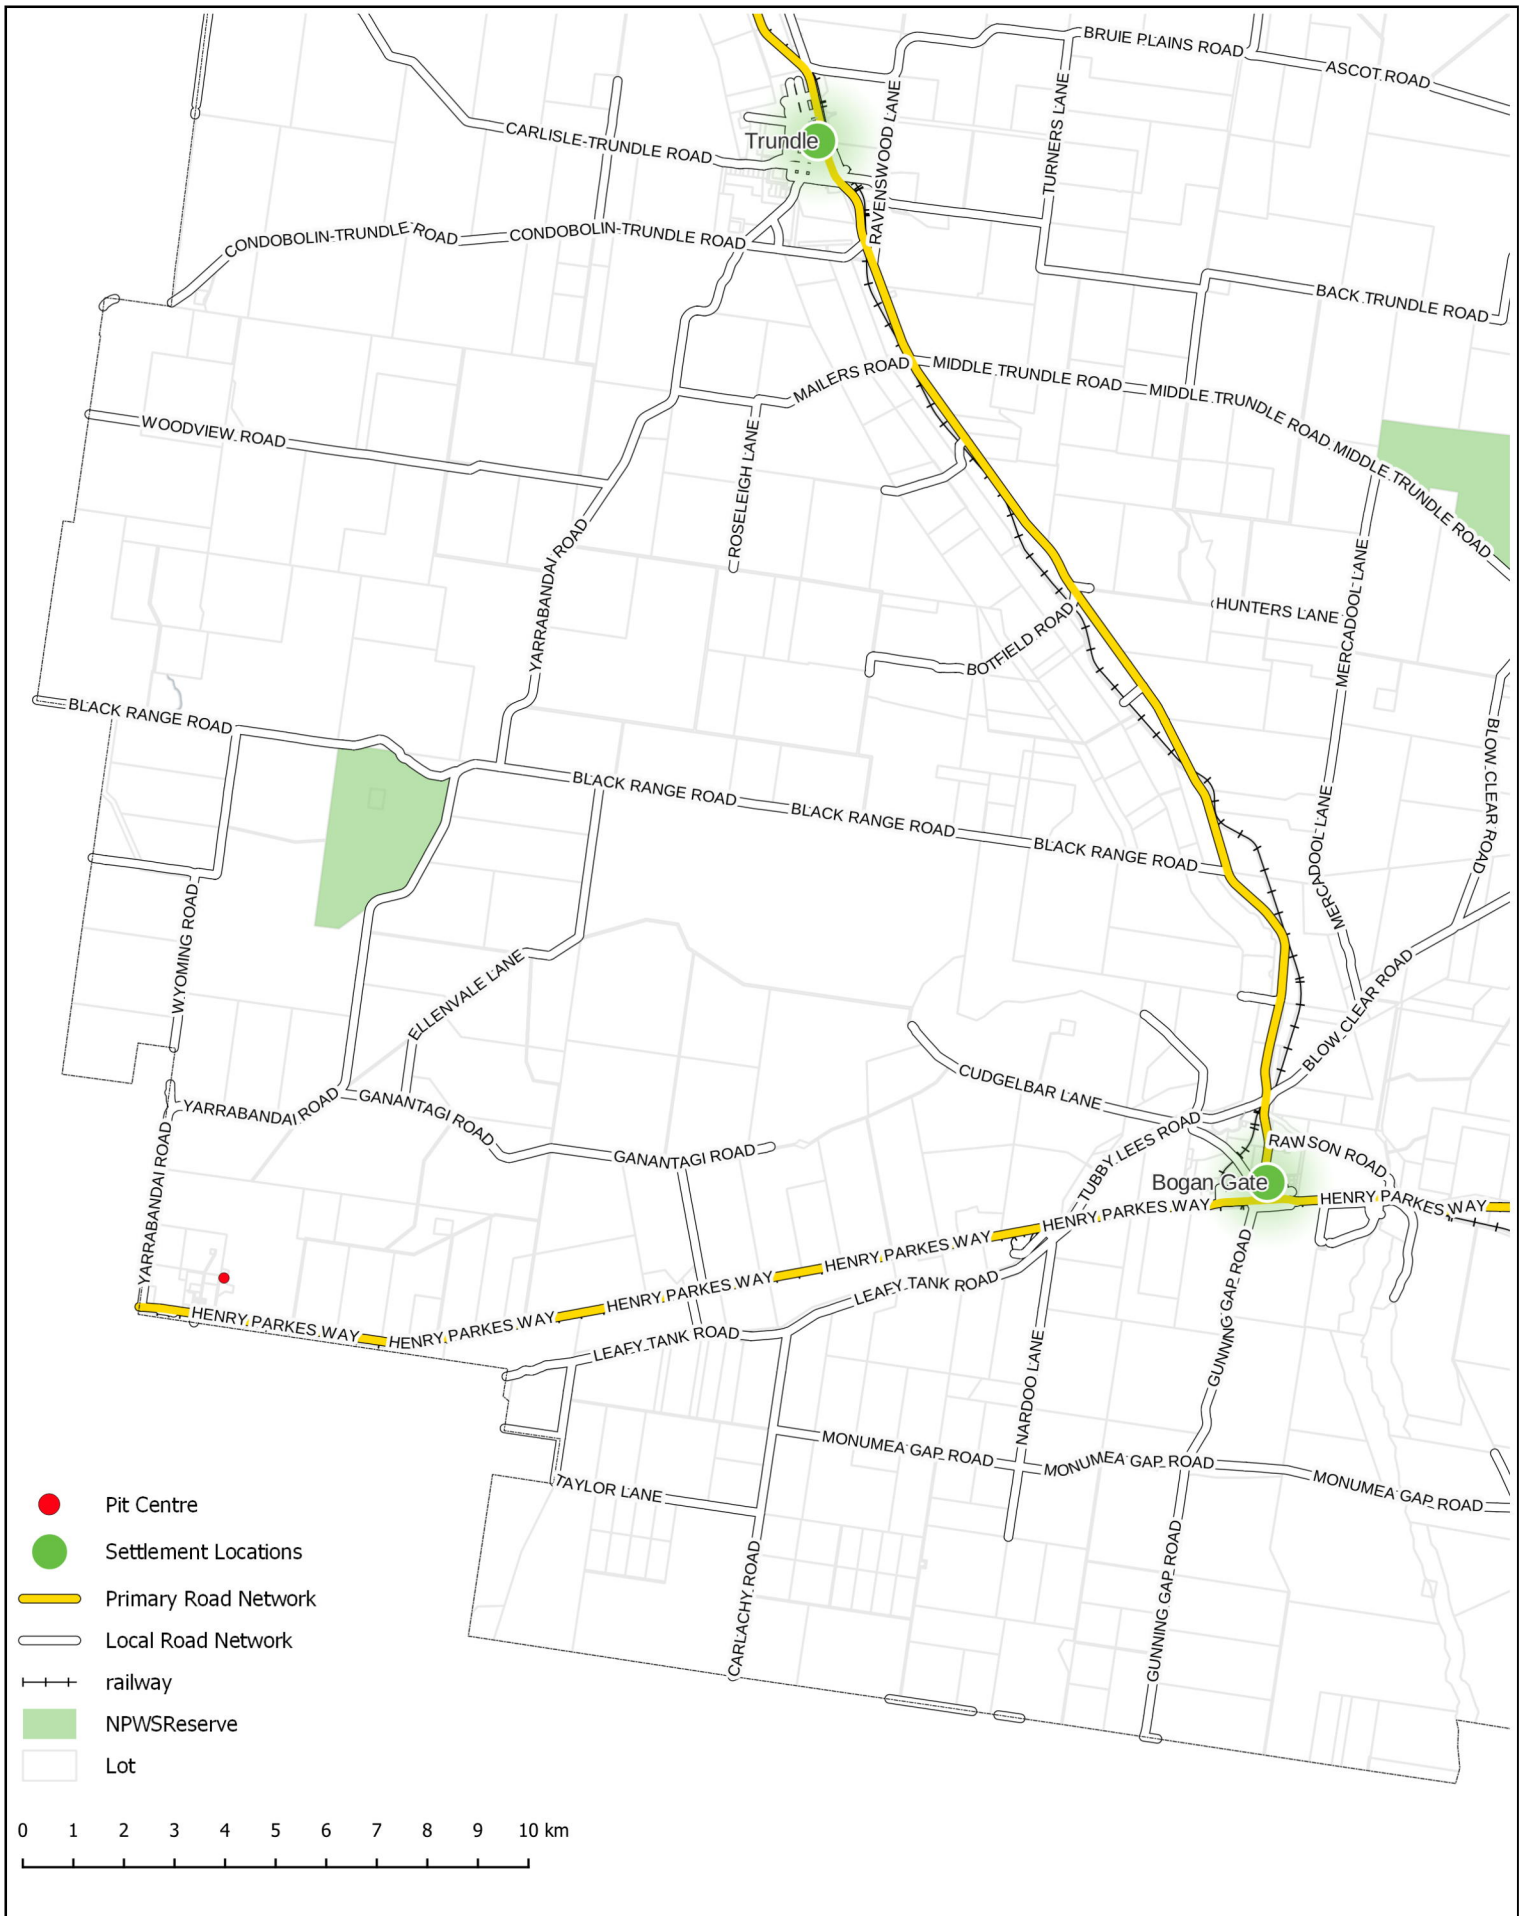 BRUIE PLAINS ROAD
ASCOT ROAD
CARLISLE-TRUNDLE ROAD
Trundle
RAVENSWOOD LANE
TURNERS LANE
CONDOBOLIN-TRUNDLE ROAD
CONDOBOLIN-TRUNDLE ROAD
BACK TRUNDLE ROAD
MAILERS ROAD
MIDDLE TRUNDLE ROAD
MIDDLE TRUNDLE ROAD
MIDDLE TRUNDLE ROAD
WOODVIEW ROAD
ROSELEIGH LANE
YARRABANDAI ROAD
MERCADOOL LANE
HUNTERS LANE
BOTFIELD ROAD
BLACK RANGE ROAD
BLOW CLEAR ROAD
BLACK RANGE ROAD
BLACK RANGE ROAD
BLACK RANGE ROAD
MERCADOOL LANE
MERCADOOL LANE
WYOMING ROAD
ELLENVALE LANE
BLOW CLEAR ROAD
CUDGELBAR LANE
YARRABANDAI ROAD
GANANTAGI ROAD
GANANTAGI ROAD
TUBBY LEES ROAD
RAWSON ROAD
Bogan Gate
YARRABANDAI ROAD
HENRY PARKES WAY
HENRY PARKES WAY
HENRY PARKES WAY
HENRY PARKES WAY
HENRY PARKES WAY
HENRY PARKES WAY
LEAFY TANK ROAD
LEAFY TANK ROAD
GUNNING GAP ROAD
NARDOO LANE
MONUMEA GAP ROAD
MONUMEA GAP ROAD
MONUMEA GAP ROAD
TAYLOR LANE
CARLACHY ROAD
GUNNING GAP ROAD
Pit Centre
Settlement Locations
Primary Road Network
Local Road Network
railway
NPWSReserve
Lot
0 1 2 3 4 5 6 7 8 9 10 km